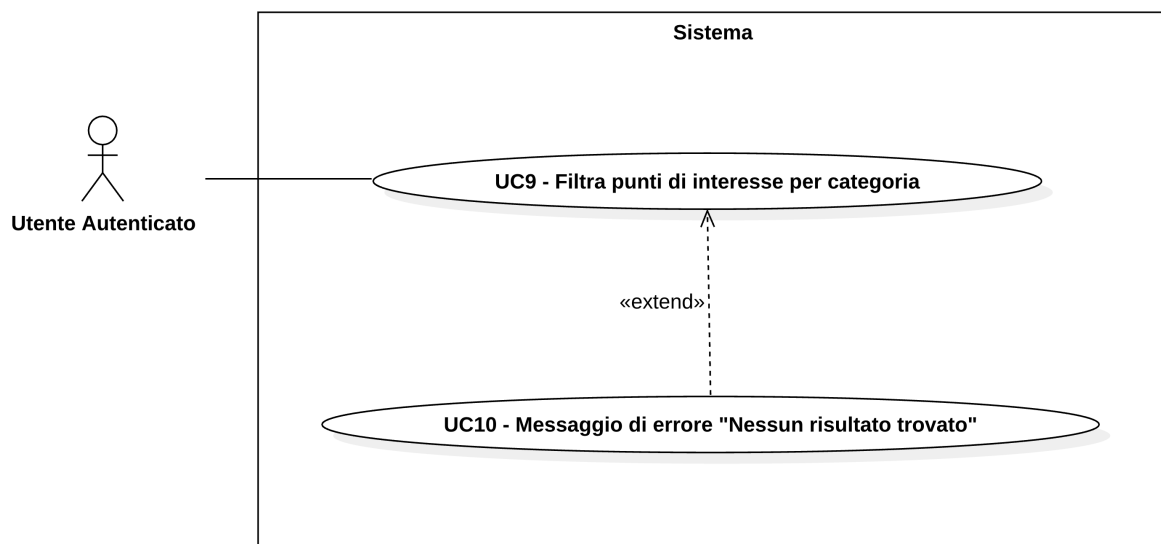 Sistema
UC9 - Filtra punti di interesse per categoria
Utente Autenticato
«extend»
UC10 - Messaggio di errore "Nessun risultato trovato"